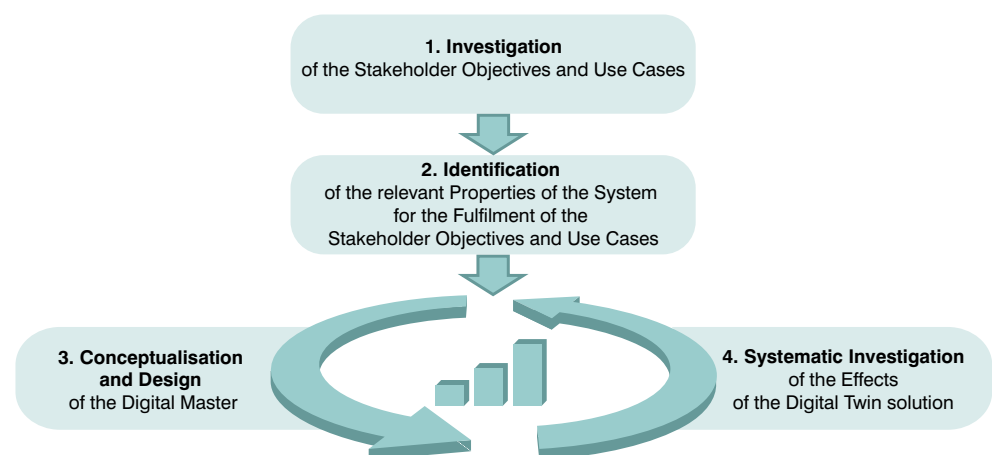 1. Investigation
of the Stakeholder Objectives and Use Cases
2. Identification
of the relevant Properties of the System
for the Fulfilment of the
Stakeholder Objectives and Use Cases
3. Conceptualisation
and Design
of the Digital Master
4. Systematic Investigation
of the Effects
of the Digital Twin solution